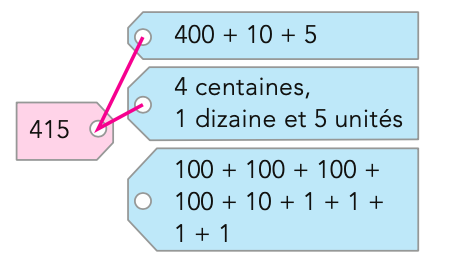 400 + 10 + 5
4 centaines,
1 dizaine et 5 unités
415
100 + 100 + 100 +
100 + 10 + 1 + 1 +
1 + 1